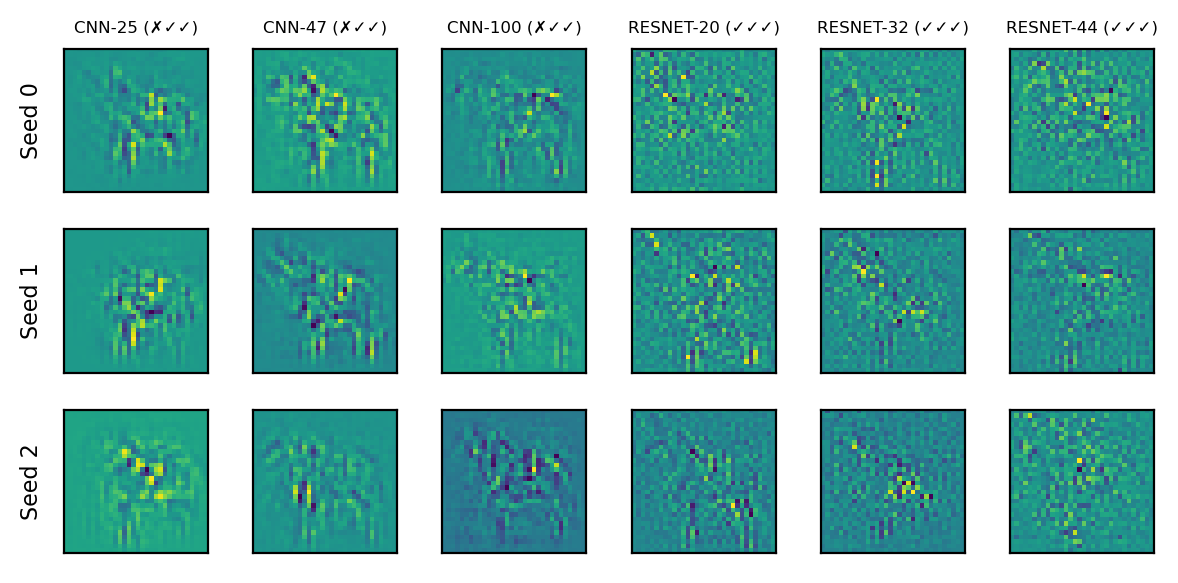 CNN-25 (✗✓✓) CNN-47 (✗✓✓) CNN-100 (✗✓✓) RESNET-20 (✓✓✓) RESNET-32 (✓✓✓) RESNET-44 (✓✓✓)
Seed 0
Seed 1
Seed 2